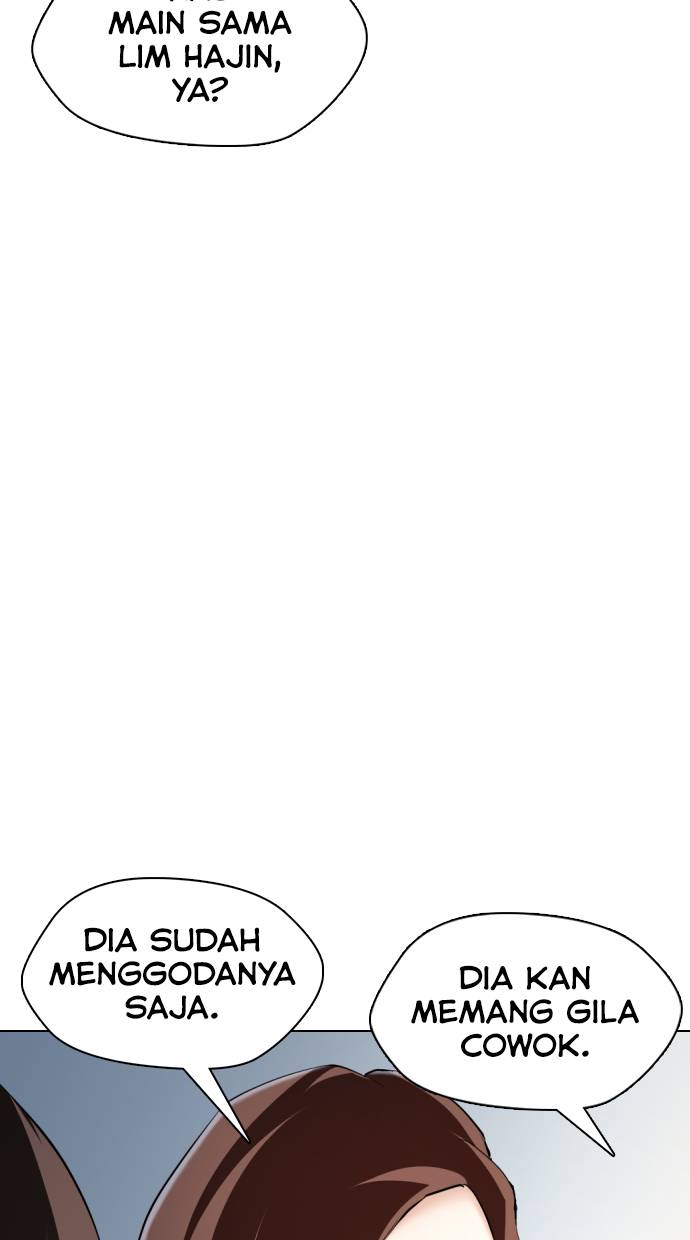 MAIN SAMA
LIM HAJIN,
YA?
DIA SUDAH
MENGGODANYA
SAJA.
DIA KAN
MEMANG GILA
COWOK.